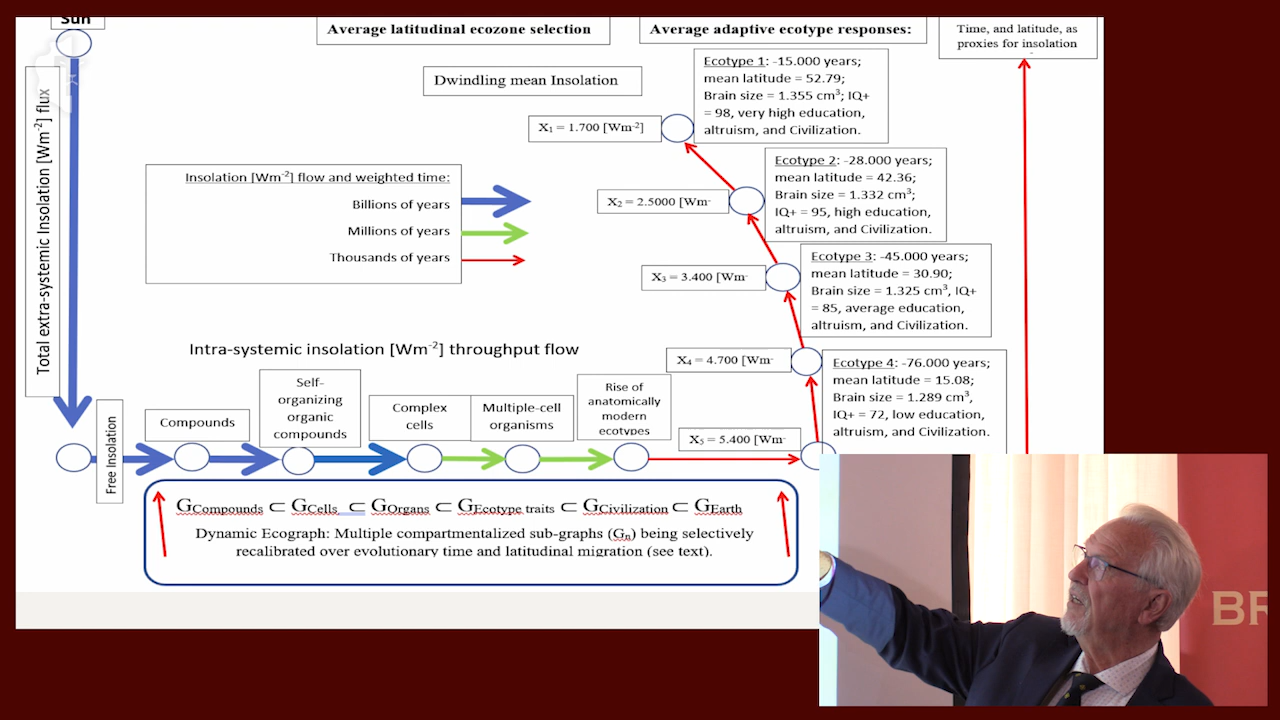 Sun
Average latitudinal ecozone selection
Average adaptive ecotype responses:
Time, and latitude, as
proxies for insolation
Total extra-systemic Insolation [Wm-2] flux
Dwindling mean Insolation
Ecotype 1: -15.000 years;
mean latitude = 52.79;
Brain size = 1.355 cm3; IQ+
= 98, very high education,
altruism, and Civilization.
X1 = 1.700 [Wm-2]
Ecotype 2: -28.000 years;
mean latitude = 42.36;
Brain size = 1.332 cm3;
IQ+ = 95, high education,
altruism, and Civilization.
X2 = 2.5000 [Wm-
Insolation [Wm-2] flow and weighted time:
Billions of years
Millions of years
Thousands of years
Ecotype 3: -45.000 years;
mean latitude = 30.90;
Brain size = 1.325 cm3, IQ+
= 85, average education,
altruism, and Civilization.
X3 = 3.400 [Wm-
Intra-systemic insolation [Wm-2] throughput flow
Ecotype 4: -76.000 years;
mean latitude = 15.08;
Brain size = 1.289 cm3,
IQ+ = 72, low education,
altruism, and Civilization.
X4 = 4.700 [Wm-
Free Insolation
Compounds
Self-
organizing
organic
compounds
Complex
cells
Multiple-cell
organisms
Rise of
anatomically
modern
ecotypes
X5 = 5.400 [Wm-
GCompounds ⊂ GCells ⊂ GOrgans ⊂ GEcotype traits ⊂ GCivilization ⊂ GEarth
Dynamic Ecograph: Multiple compartmentalized sub-graphs (Gn) being selectively
recalibrated over evolutionary time and latitudinal migration (see text).
BR